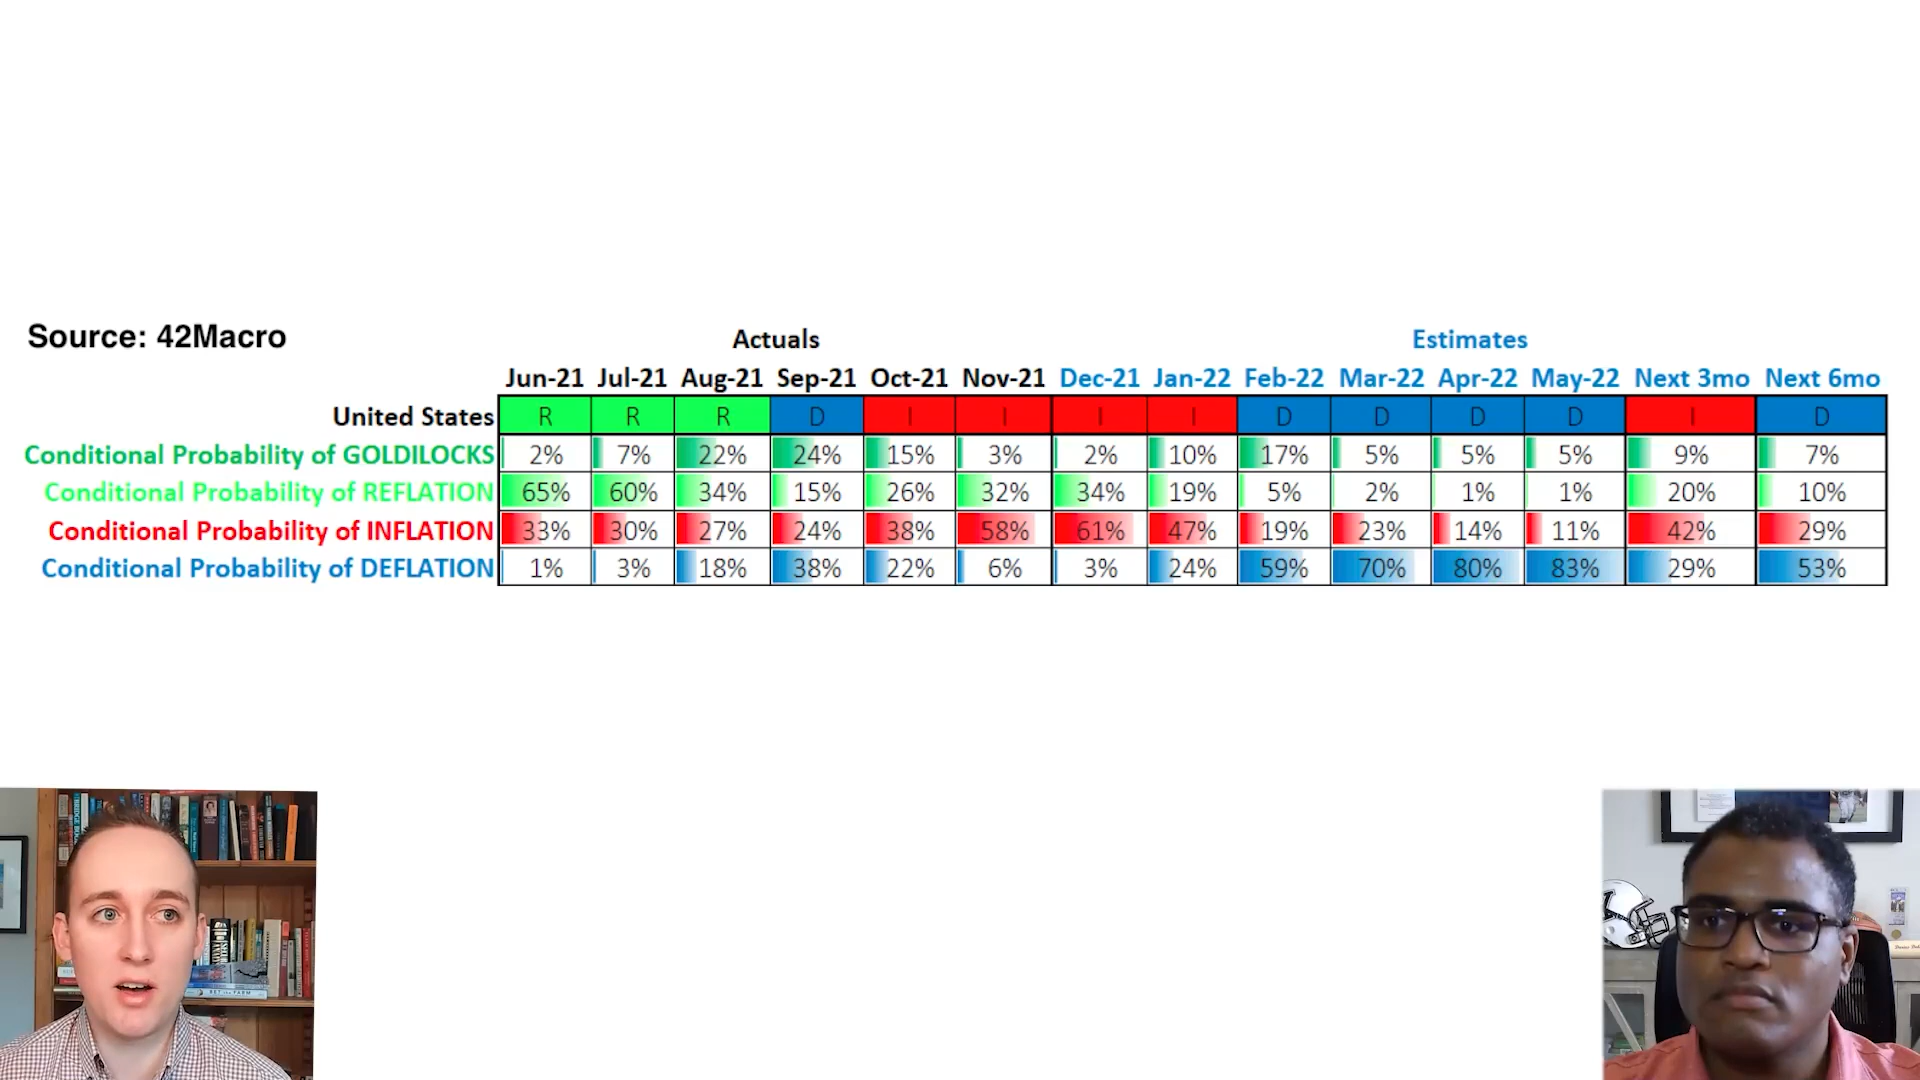 Source: 42Macro
Actuals Estimates
Jun-21 Jul-21 Aug-21 Sep-21 Oct-21 Nov-21 Dec-21 Jan-22 Feb-22 Mar-22 Apr-22 May-22 Next 3mo Next 6mo
United States R R R D I I I I D D D D I D
Conditional Probability of GOLDILOCKS 2% 7% 22% 24% 15% 3% 2% 10% 17% 5% 5% 5% 9% 7%
Conditional Probability of REFLATION 65% 60% 34% 15% 26% 32% 34% 19% 5% 2% 1% 1% 20% 10%
Conditional Probability of INFLATION 33% 30% 27% 24% 38% 58% 61% 47% 19% 23% 14% 11% 42% 29%
Conditional Probability of DEFLATION 1% 3% 18% 38% 22% 6% 3% 24% 59% 70% 80% 83% 29% 53%